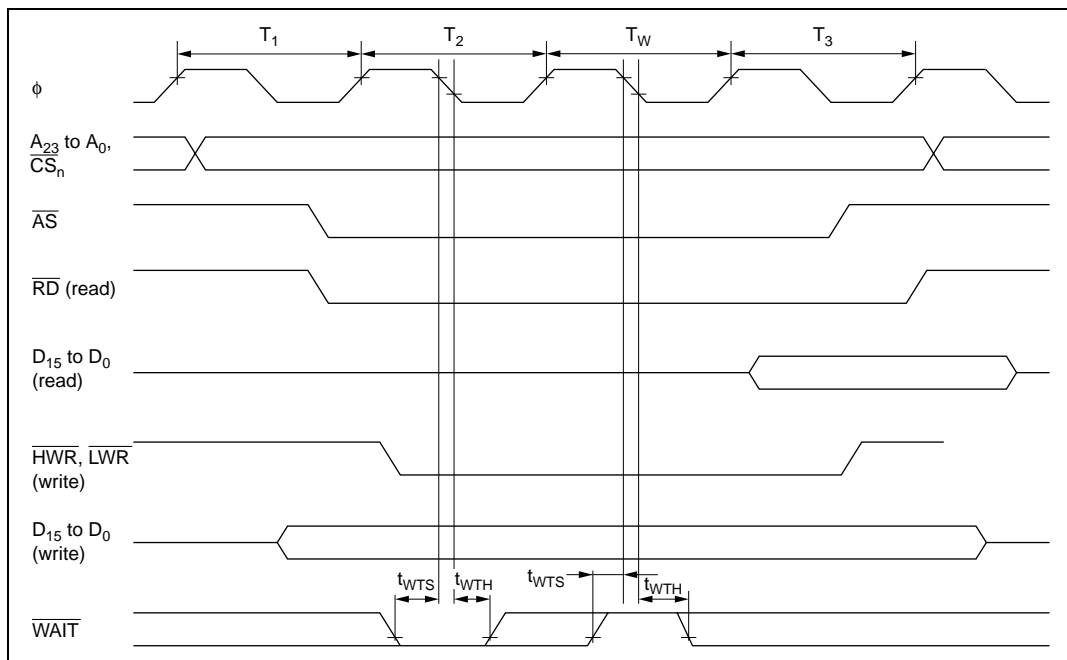 T1 T2 TW T3
ϕ
A23 to A0,
CSn
AS
RD (read)
D15 to D0
(read)
HWR, LWR
(write)
D15 to D0
(write)
tWTS tWTH tWTS tWTH
WAIT